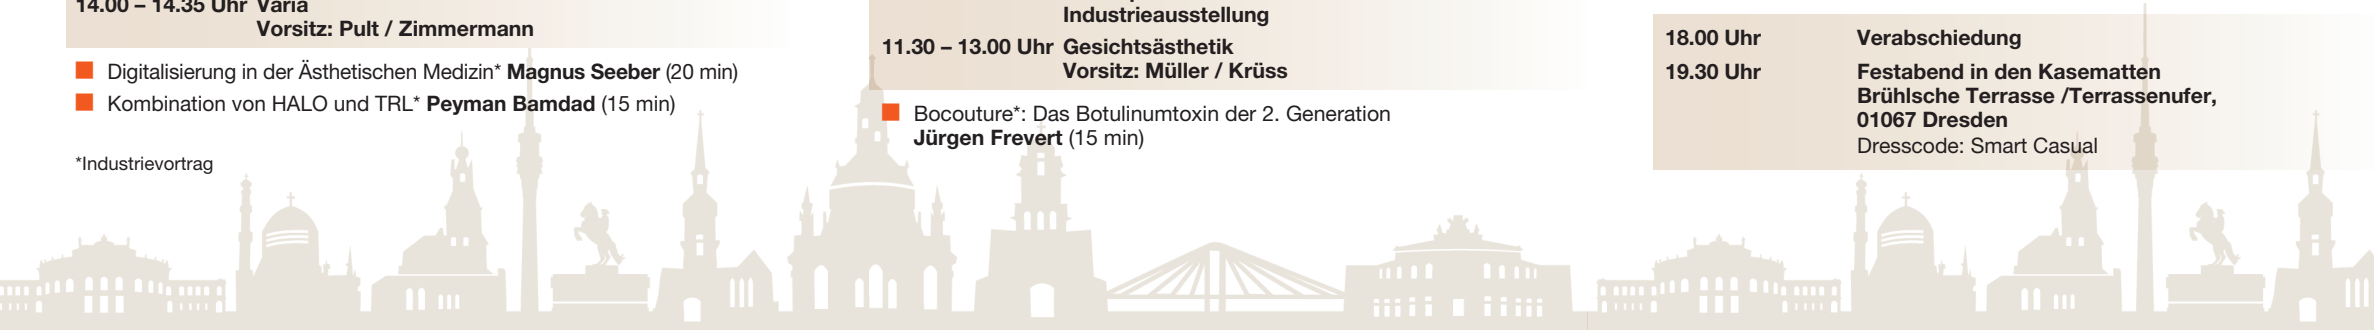 14.00 – 14.35 Uhr Varia
Vorsitz: Pult / Zimmermann
Digitalisierung in der Ästhetischen Medizin* Magnus Seeber (20 min)
Kombination von HALO und TRL* Peyman Bamdad (15 min)
*Industrievortrag
Industrieausstellung
11.30 – 13.00 Uhr Gesichtsästhetik
Vorsitz: Müller / Krüss
Bocouture*: Das Botulinumtoxin der 2. Generation
Jürgen Frevert (15 min)
18.00 Uhr Verabschiedung
19.30 Uhr Festabend in den Kasematten
Brühlsche Terrasse /Terrassenufer,
01067 Dresden
Dresscode: Smart Casual